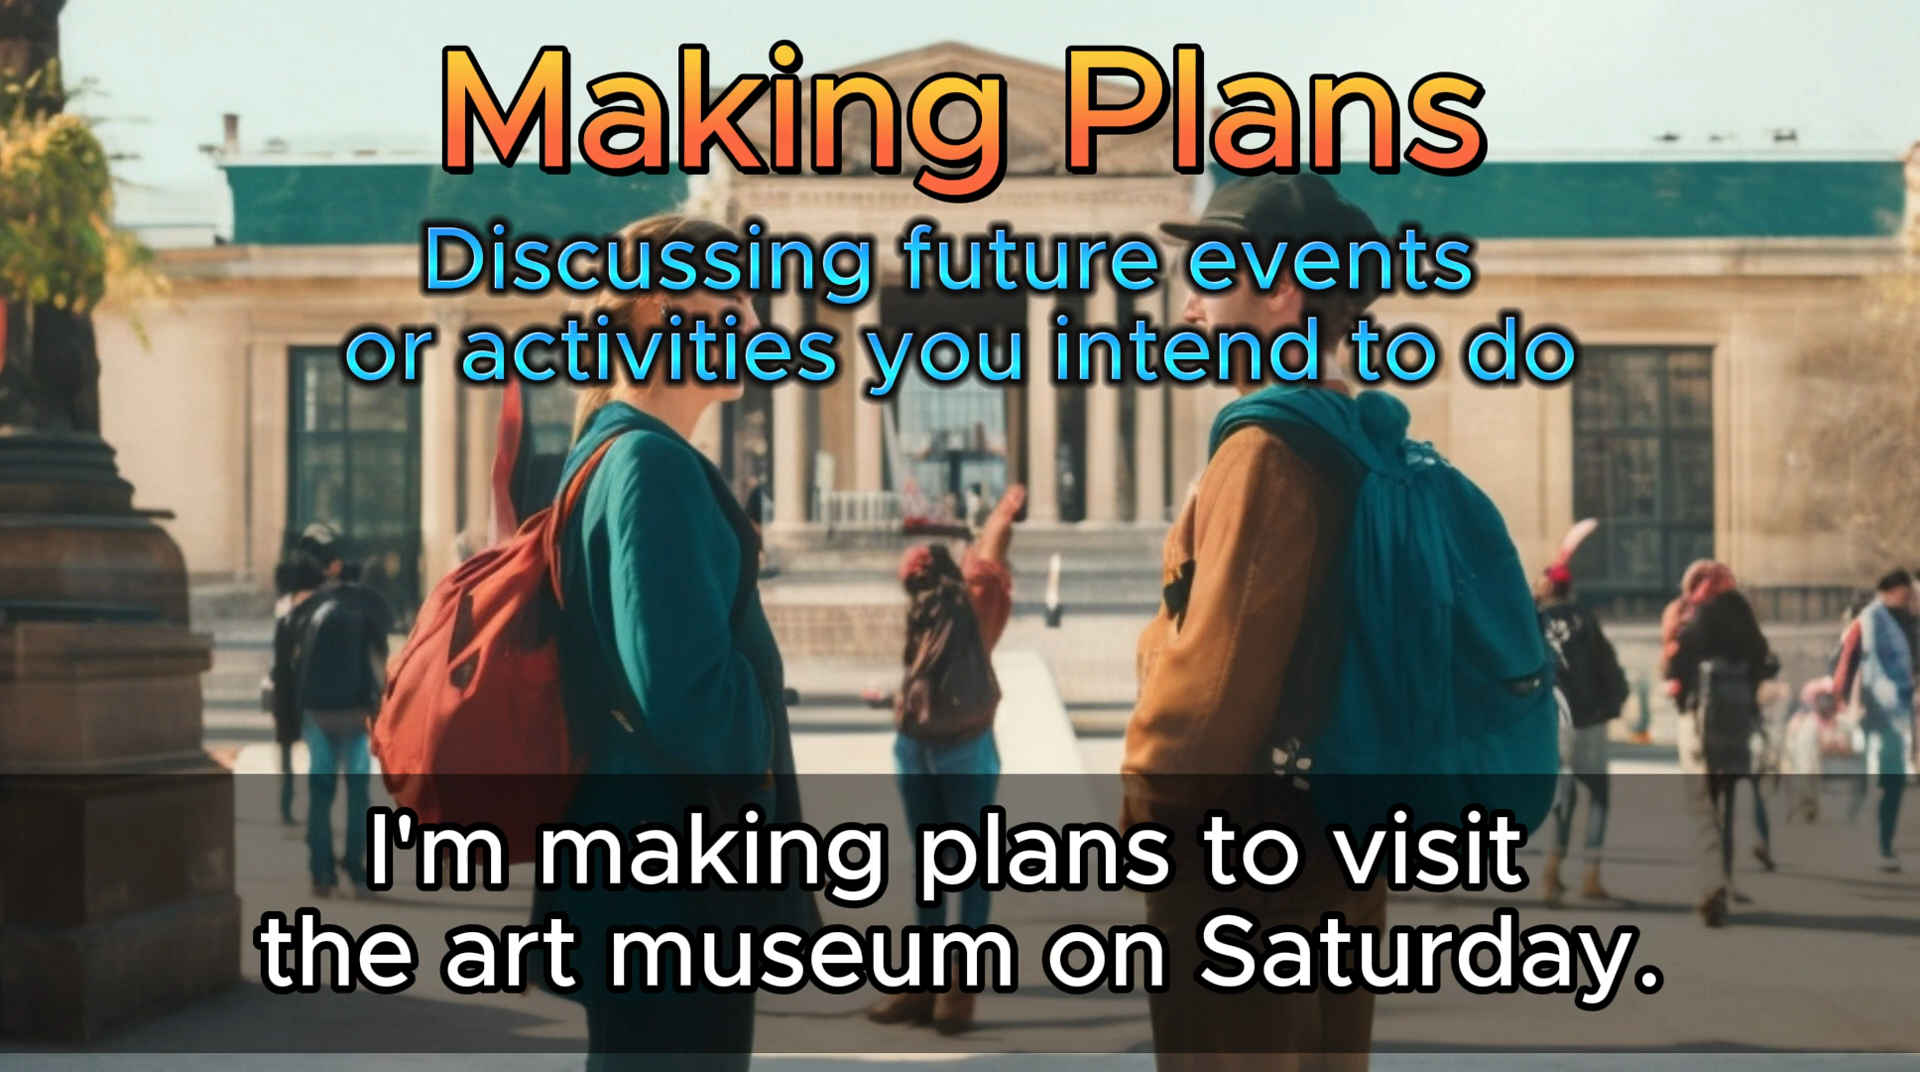 Making Plans
Discussing future events
or activities you intend to do
I'm making plans to visit
the art museum on Saturday.